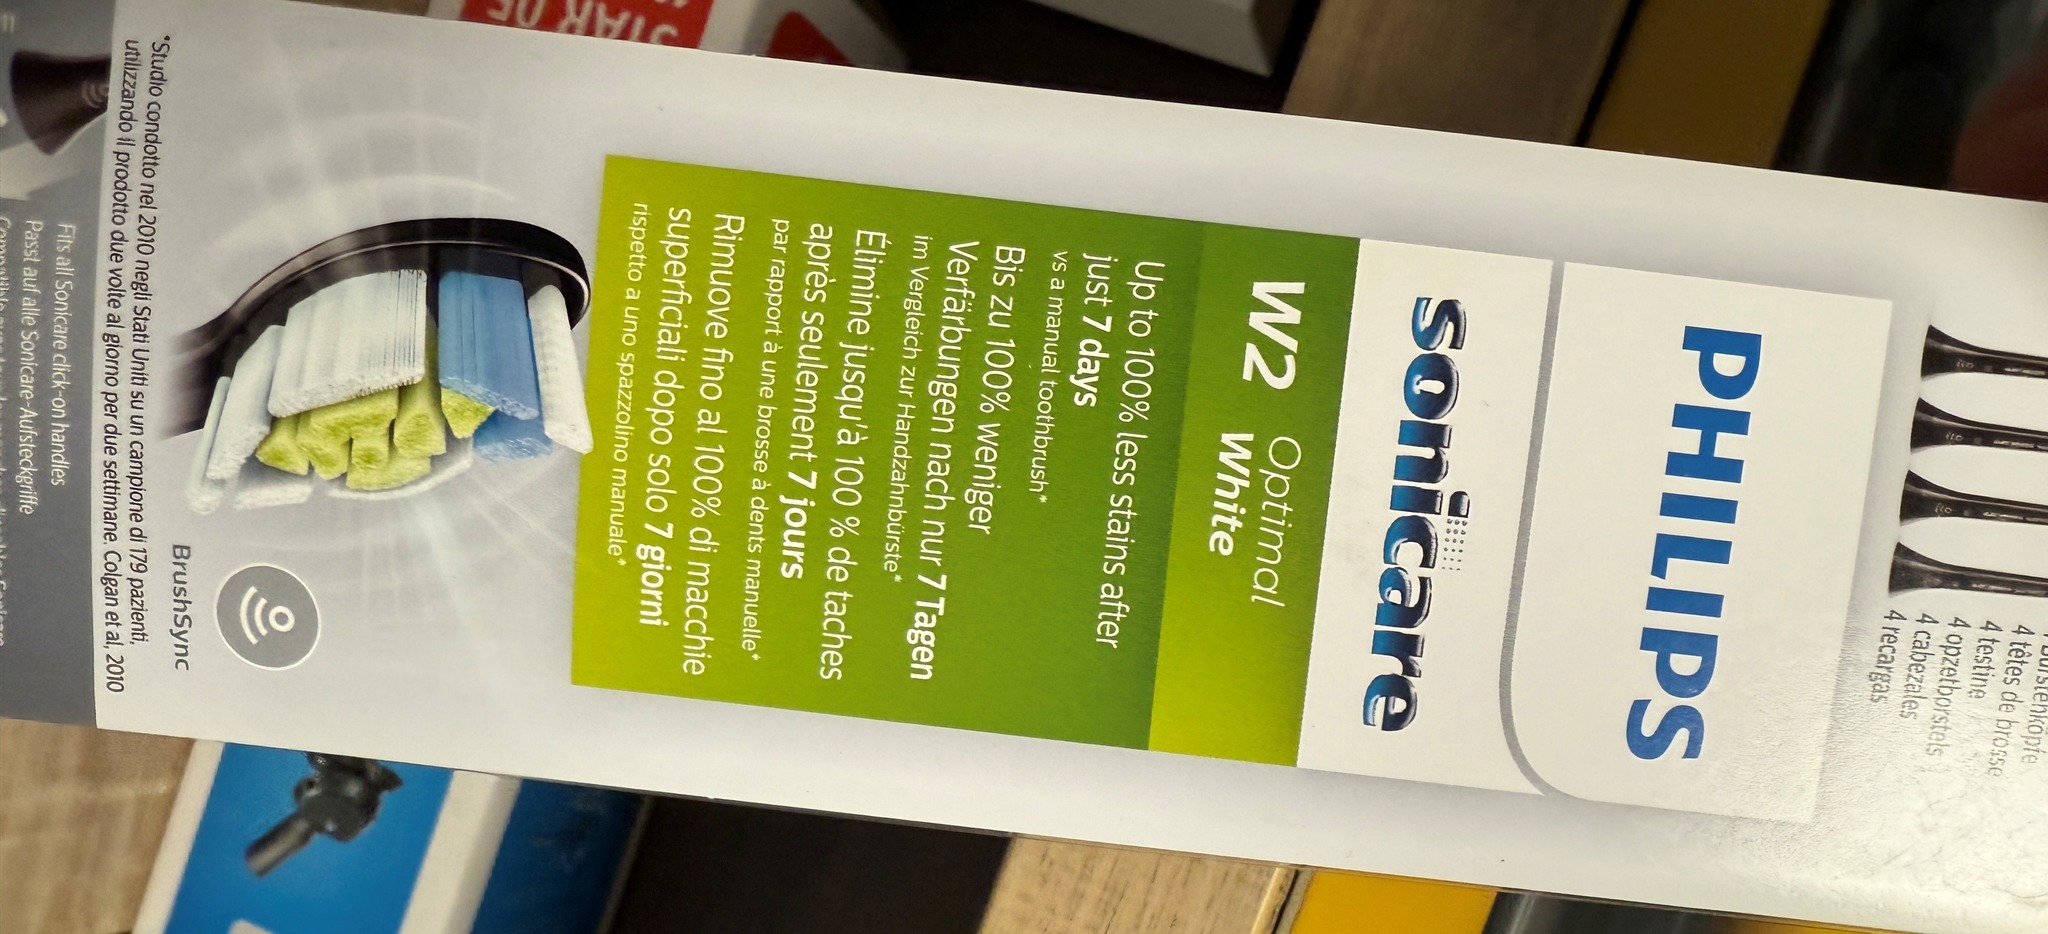 4 têtes de brosse
4 testine
4 opzetborstels
4 cabezales
4 recargas
PHILIPS
sonicare
W2 Optimal
White
Up to 100% less stains after
just 7 days
vs a manual toothbrush*
Bis zu 100% weniger
Verfärbungen nach nur 7 Tagen
im Vergleich zur Handzahnbürste*
Élimine jusqu'à 100 % de taches
après seulement 7 jours
par rapport à une brosse à dents manuelle*
Rimuove fino al 100% di macchie
superficiali dopo solo 7 giorni
rispetto a uno spazzolino manuale*
BrushSync
*Studio condotto nel 2010 negli Stati Uniti su un campione di 179 pazienti,
utilizzando il prodotto due volte al giorno per due settimane. Colgan et al, 2010
Fits all Sonicare click-on handles
Passt auf alle Sonicare-Aufsteckgriffe
STAR 05